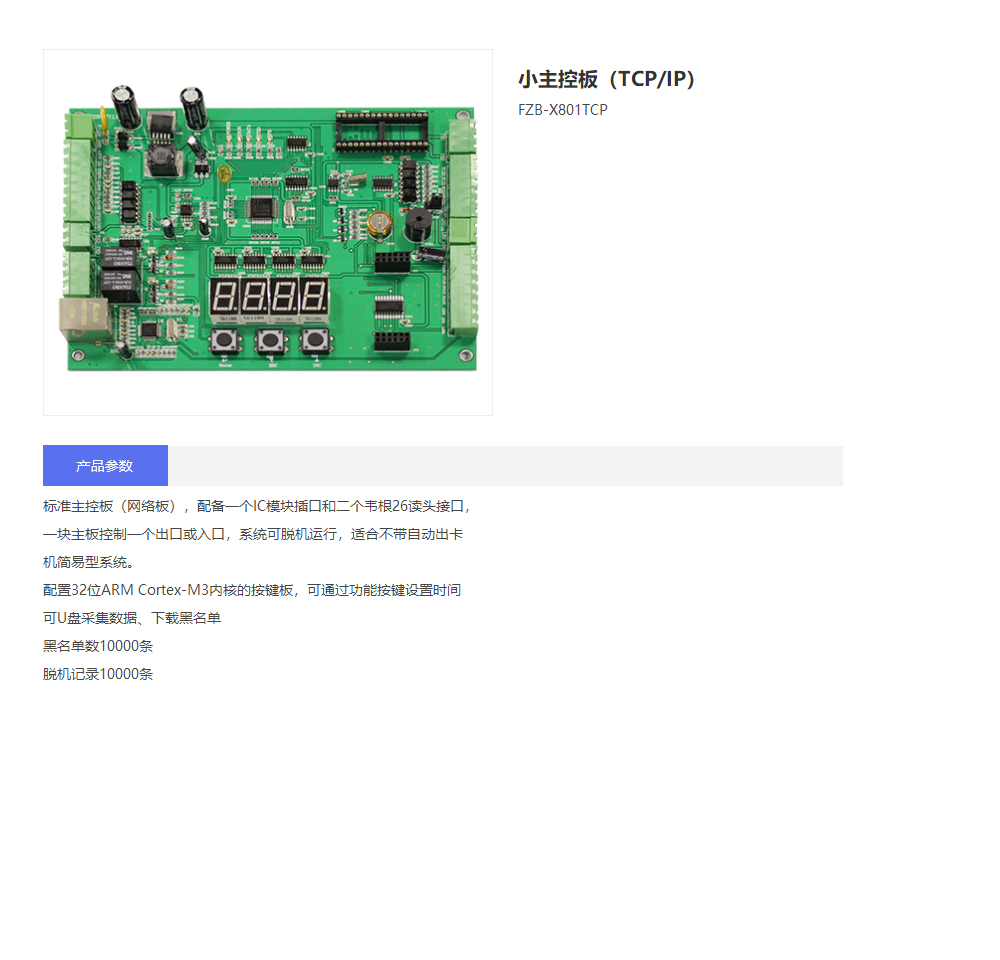 小主控板（TCP/IP）
FZB-X801TCP
产品参数
标准主控板（网络板），配备一个IC模块插口和二个韦根26读头接口，
一块主板控制一个出口或入口，系统可脱机运行，适合不带自动出卡
机简易型系统。
配置32位ARM Cortex-M3内核的按键板，可通过功能按键设置时间
可U盘采集数据、下载黑名单
黑名单数10000条
脱机记录10000条